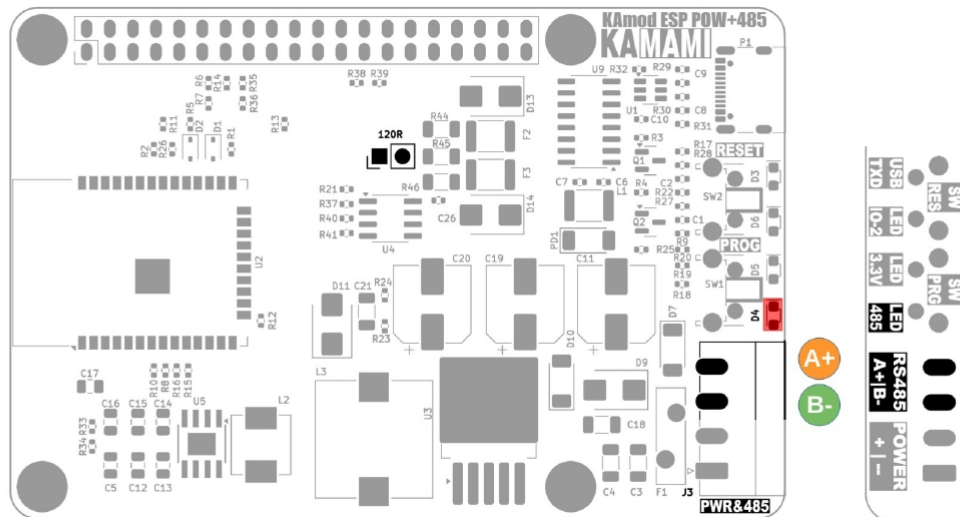 KAmod ESP POW+485
KAMAMI
P1
R38 R39
U9 R32 R29
C9
R6
R14
R35
R7
R36
D13
R5
R11
D2
D1
R13
R44
F2
U1
R30
C8
C10
R31
R2
R26
R1
120R
R45
R3
RESET
R17
Q1
R28
F3
R21
R46
C7 C6
R4 C2
R22
L1
D3
SW2
R37
R40
R41
C26
D14
U4
R27
Q2
C1
D6
PD1
R25
R9
PROG
R20
R19
R18
D5
SW1
D4
U2
R12
D11
C21
R24
R23
C20
C19
C11
D10
D7
A+
B-
C17
R10
R8
R16
R15
L3
U3
D9
C16 C15 C14
U5
L2
R33
R34
C18
C5 C12 C13
C4 C3 F1 J3
PWR&485
USB
TXD
SW
RES
LED
IO-2
LED
3.3V
SW
PRG
LED
485
RS485
A+|B-
POWER
+ | --